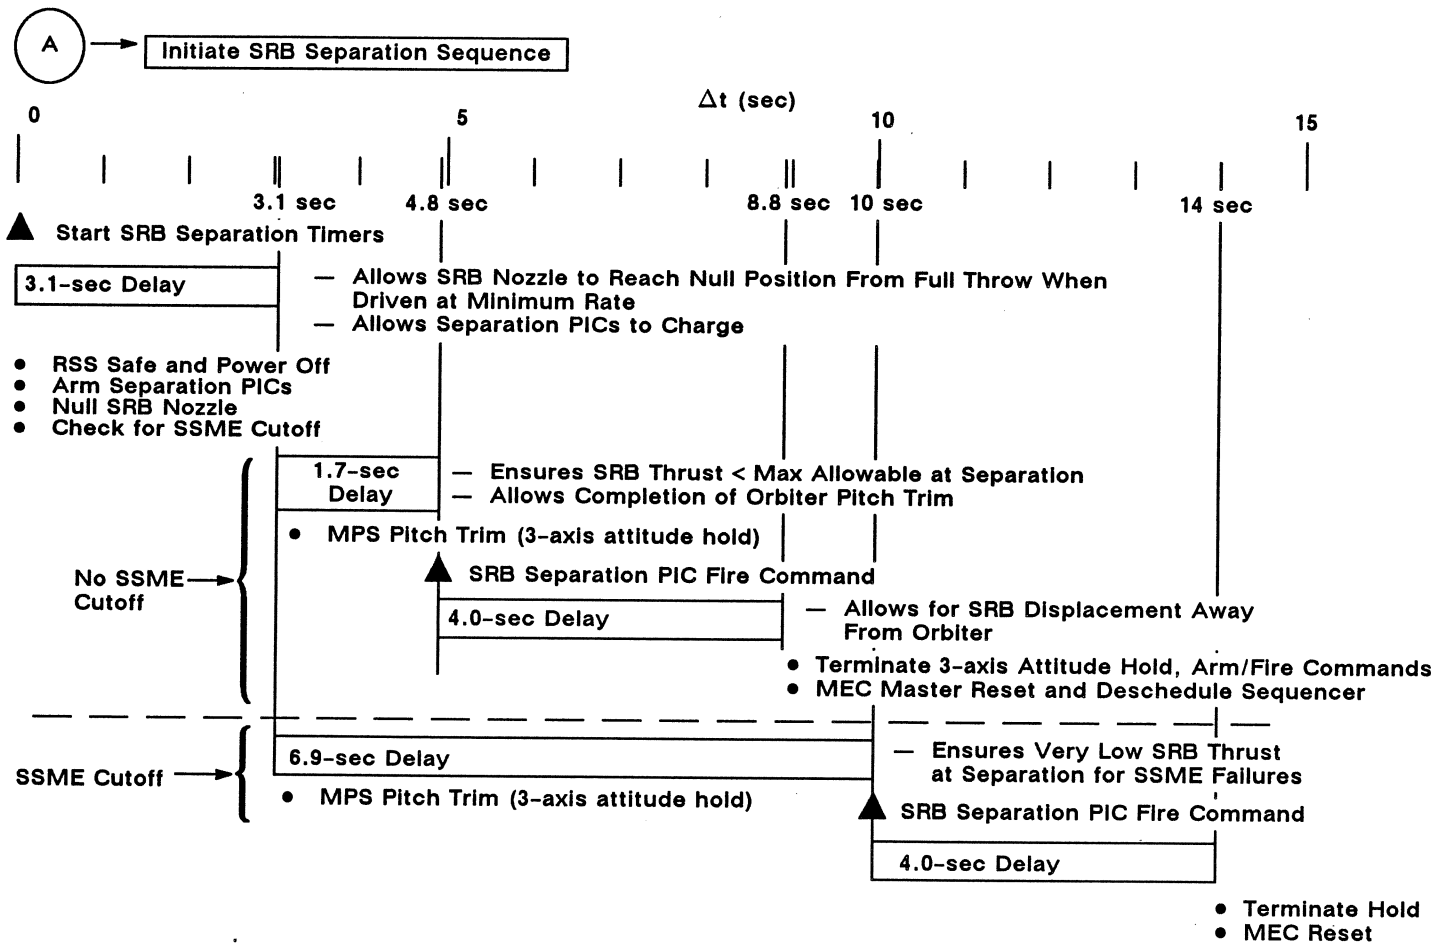 A
Initiate SRB Separation Sequence
Δt (sec)
0
5
10
15
3.1 sec
4.8 sec
8.8 sec
10 sec
14 sec
Start SRB Separation Timers
3.1-sec Delay
— Allows SRB Nozzle to Reach Null Position From Full Throw When
Driven at Minimum Rate
— Allows Separation PICs to Charge
• RSS Safe and Power Off
• Arm Separation PICs
• Null SRB Nozzle
• Check for SSME Cutoff
1.7-sec
Delay
— Ensures SRB Thrust < Max Allowable at Separation
— Allows Completion of Orbiter Pitch Trim
• MPS Pitch Trim (3-axis attitude hold)
No SSME
Cutoff
SRB Separation PIC Fire Command
4.0-sec Delay
— Allows for SRB Displacement Away
From Orbiter
• Terminate 3-axis Attitude Hold, Arm/Fire Commands
• MEC Master Reset and Deschedule Sequencer
SSME Cutoff
6.9-sec Delay
— Ensures Very Low SRB Thrust
at Separation for SSME Failures
• MPS Pitch Trim (3-axis attitude hold)
SRB Separation PIC Fire Command
4.0-sec Delay
• Terminate Hold
• MEC Reset